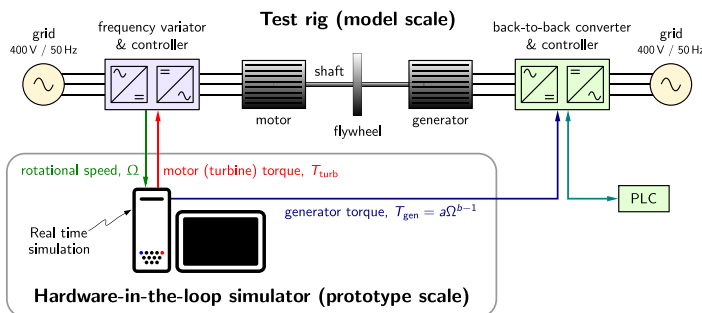 Test rig (model scale)
grid
400 V / 50 Hz
frequency variator
& controller
shaft
motor
flywheel
generator
back-to-back converter
& controller
grid
400 V / 50 Hz
rotational speed, Ω
motor (turbine) torque, T_turb
generator torque, T_gen = aΩ^{b−1}
PLC
Real time
simulation
Hardware-in-the-loop simulator (prototype scale)